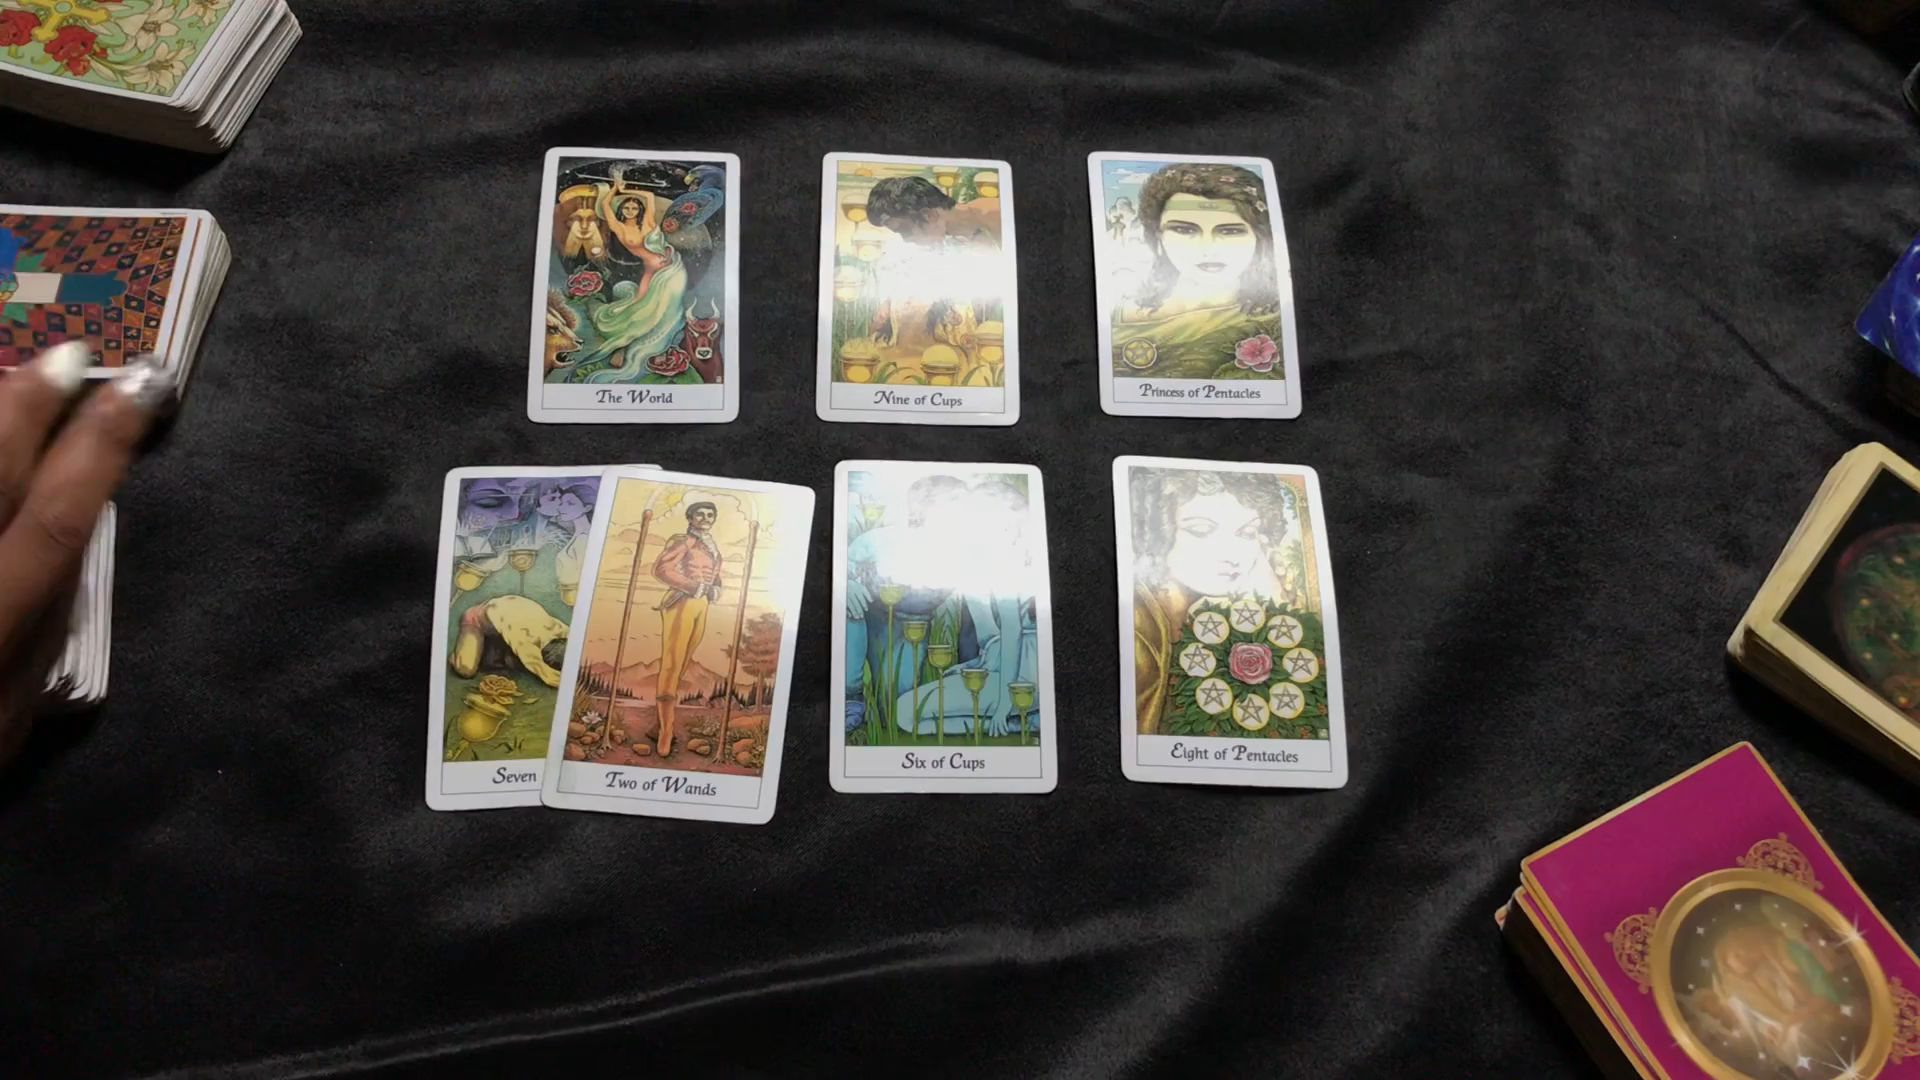 The World
Nine of Cups
Princess of Pentacles
Seven
Two of Wands
Six of Cups
Eight of Pentacles